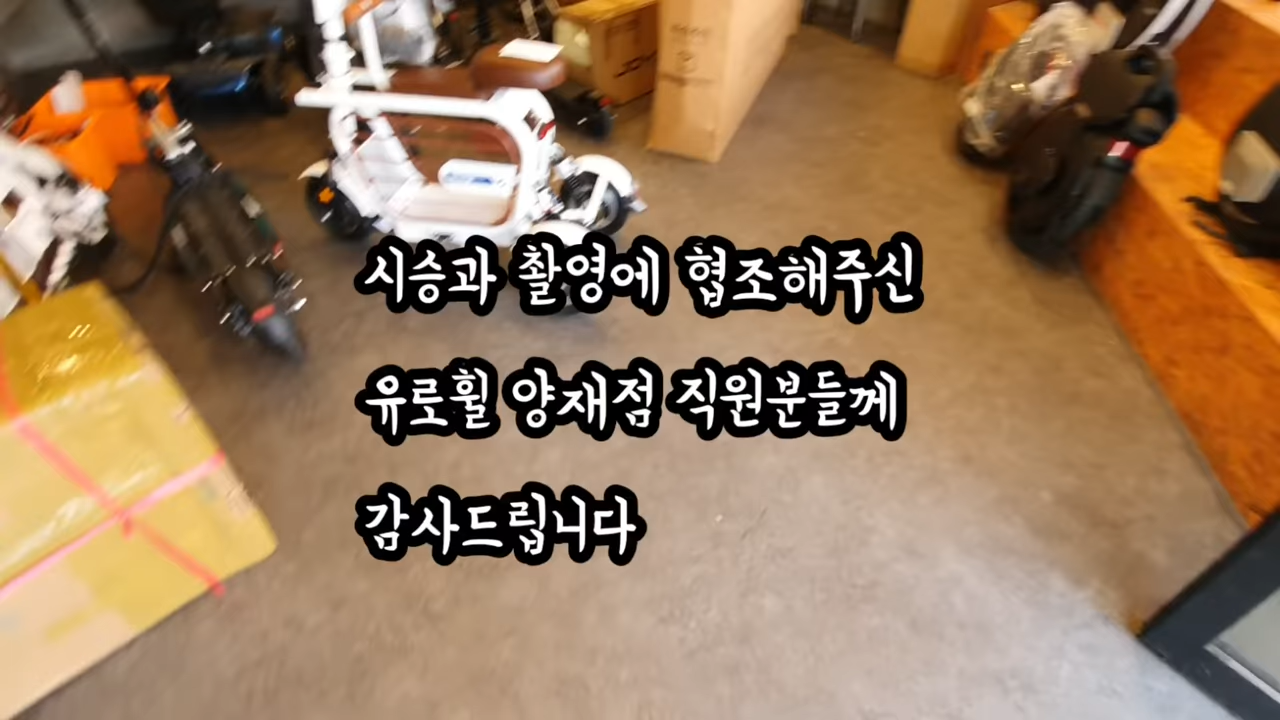 시승과 촬영에 협조해주신
유로휠 양재점 직원분들께
감사드립니다